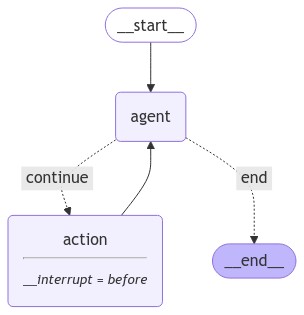 __start__
agent
continue
end
action
__interrupt = before
__end__